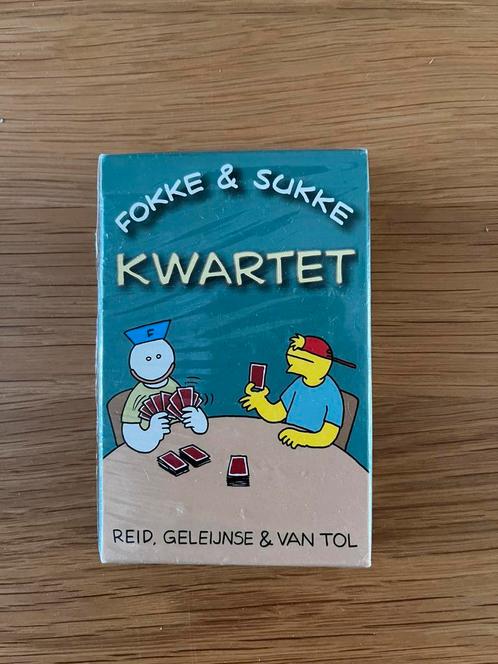 FOKKE & SUKKE
KWARTET
F
REID, GELEIJNSE & VAN TOL